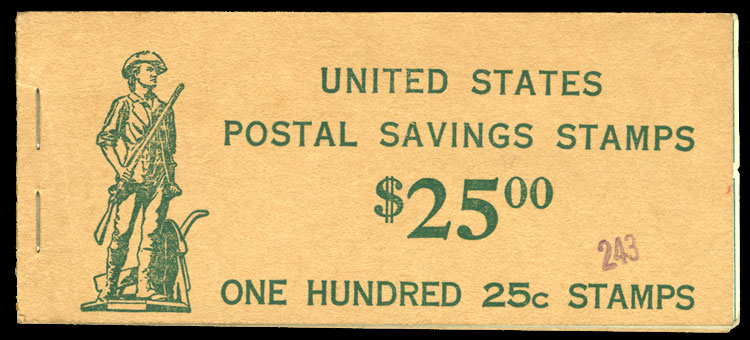 UNITED STATES
POSTAL SAVINGS STAMPS
$25.00
243
ONE HUNDRED 25c STAMPS